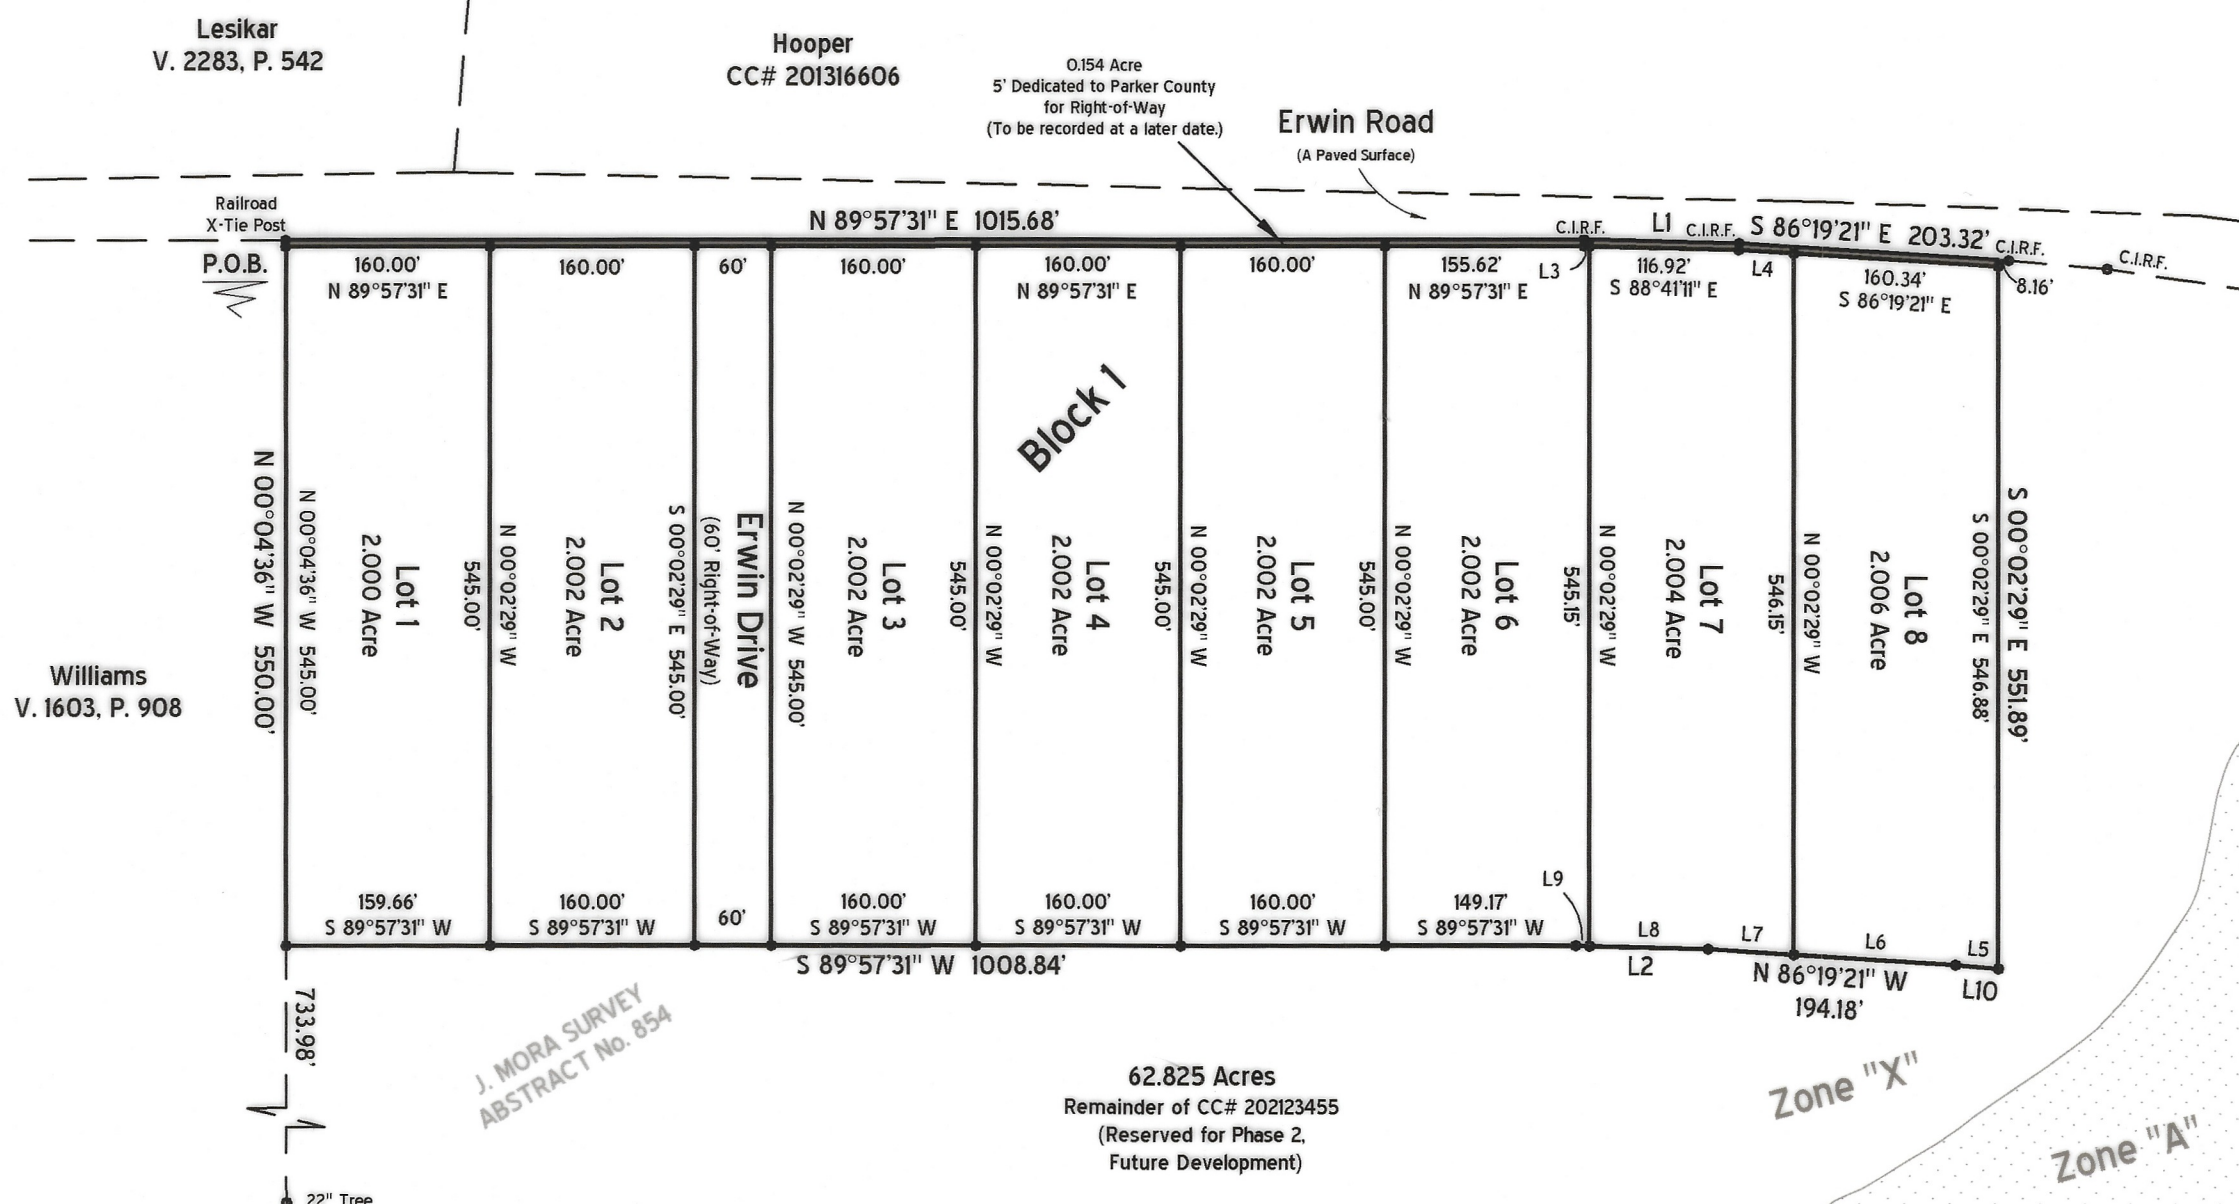 Lesikar
V. 2283, P. 542
Hooper
CC# 201316606
0.154 Acre
5' Dedicated to Parker County
for Right-of-Way
(To be recorded at a later date.)
Erwin Road
(A Paved Surface)
Railroad
X-Tie Post
P.O.B.
N 89°57'31" E 1015.68'
C.I.R.F.
L1
C.I.R.F.
S 86°19'21" E 203.32'
C.I.R.F.
C.I.R.F.
160.00'
N 89°57'31" E
160.00'
60'
160.00'
160.00'
N 89°57'31" E
160.00'
155.62'
N 89°57'31" E
L3
116.92'
S 88°41'11" E
L4
160.34'
S 86°19'21" E
8.16'
Block 1
N 00°04'36" W 550.00'
N 00°04'36" W 545.00'
Lot 1
2.000 Acre
545.00'
N 00°02'29" W
Lot 2
2.002 Acre
S 00°02'29" E 545.00'
Erwin Drive
(60' Right-of-Way)
N 00°02'29" W 545.00'
Lot 3
2.002 Acre
545.00'
N 00°02'29" W
Lot 4
2.002 Acre
545.00'
N 00°02'29" W
Lot 5
2.002 Acre
545.00'
N 00°02'29" W
Lot 6
2.002 Acre
545.15'
N 00°02'29" W
Lot 7
2.004 Acre
546.15'
N 00°02'29" W
Lot 8
2.006 Acre
S 00°02'29" E 546.88'
S 00°02'29" E 551.89'
Williams
V. 1603, P. 908
159.66'
S 89°57'31" W
160.00'
S 89°57'31" W
60'
160.00'
S 89°57'31" W
160.00'
S 89°57'31" W
160.00'
S 89°57'31" W
149.17'
S 89°57'31" W
L9
L8
L7
L6
L5
S 89°57'31" W 1008.84'
L2
N 86°19'21" W
194.18'
L10
733.98'
J. MORA SURVEY
ABSTRACT No. 854
62.825 Acres
Remainder of CC# 202123455
(Reserved for Phase 2,
Future Development)
Zone "X"
Zone "A"
22" Tree